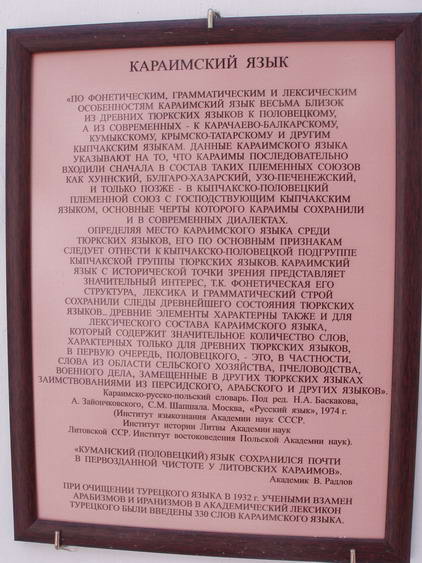 КАРАИМСКИЙ ЯЗЫК
«ПО ФОНЕТИЧЕСКИМ, ГРАММАТИЧЕСКИМ И ЛЕКСИЧЕСКИМ
ОСОБЕННОСТЯМ КАРАИМСКИЙ ЯЗЫК ВЕСЬМА БЛИЗОК
ИЗ ДРЕВНИХ ТЮРКСКИХ ЯЗЫКОВ К ПОЛОВЕЦКОМУ,
А ИЗ СОВРЕМЕННЫХ - К КАРАЧАЕВО-БАЛКАРСКОМУ,
КУМЫКСКОМУ, КРЫМСКО-ТАТАРСКОМУ И ДРУГИМ
КЫПЧАКСКИМ ЯЗЫКАМ. ДАННЫЕ КАРАИМСКОГО ЯЗЫКА
УКАЗЫВАЮТ НА ТО, ЧТО КАРАИМЫ ПОСЛЕДОВАТЕЛЬНО
ВХОДИЛИ СНАЧАЛА В СОСТАВ ТАКИХ ПЛЕМЕННЫХ СОЮЗОВ
КАК ХУННСКИЙ, БУЛГАРО-ХАЗАРСКИЙ, УЗО-ПЕЧЕНЕЖСКИЙ,
И ТОЛЬКО ПОЗЖЕ - В КЫПЧАКСКО-ПОЛОВЕЦКИЙ
ПЛЕМЕННОЙ СОЮЗ С ГОСПОДСТВУЮЩИМ КЫПЧАКСКИМ
ЯЗЫКОМ, ОСНОВНЫЕ ЧЕРТЫ КОТОРОГО КАРАИМЫ СОХРАНИЛИ
И В СОВРЕМЕННЫХ ДИАЛЕКТАХ.
ОПРЕДЕЛЯЯ МЕСТО КАРАИМСКОГО ЯЗЫКА СРЕДИ
ТЮРКСКИХ ЯЗЫКОВ, ЕГО ПО ОСНОВНЫМ ПРИЗНАКАМ
СЛЕДУЕТ ОТНЕСТИ К КЫПЧАКСКО-ПОЛОВЕЦКОЙ ПОДГРУППЕ
КЫПЧАКСКОЙ ГРУППЫ ТЮРКСКИХ ЯЗЫКОВ. КАРАИМСКИЙ
ЯЗЫК С ИСТОРИЧЕСКОЙ ТОЧКИ ЗРЕНИЯ ПРЕДСТАВЛЯЕТ
ЗНАЧИТЕЛЬНЫЙ ИНТЕРЕС, Т.К. ФОНЕТИЧЕСКАЯ ЕГО
СТРУКТУРА, ЛЕКСИКА И ГРАММАТИЧЕСКИЙ СТРОЙ
СОХРАНИЛИ СЛЕДЫ ДРЕВНЕЙШЕГО СОСТОЯНИЯ ТЮРКСКИХ
ЯЗЫКОВ... ДРЕВНИЕ ЭЛЕМЕНТЫ ХАРАКТЕРНЫ ТАКЖЕ И ДЛЯ
ЛЕКСИЧЕСКОГО СОСТАВА КАРАИМСКОГО ЯЗЫКА,
КОТОРЫЙ СОДЕРЖИТ ЗНАЧИТЕЛЬНОЕ КОЛИЧЕСТВО СЛОВ,
ХАРАКТЕРНЫХ ТОЛЬКО ДЛЯ ДРЕВНИХ ТЮРКСКИХ ЯЗЫКОВ,
В ПЕРВУЮ ОЧЕРЕДЬ, ПОЛОВЕЦКОГО, - ЭТО, В ЧАСТНОСТИ,
СЛОВА ИЗ ОБЛАСТИ СЕЛЬСКОГО ХОЗЯЙСТВА, ПЧЕЛОВОДСТВА,
ВОЕННОГО ДЕЛА, ЗАМЕЩЕННЫЕ В ДРУГИХ ТЮРКСКИХ ЯЗЫКАХ
ЗАИМСТВОВАНИЯМИ ИЗ ПЕРСИДСКОГО, АРАБСКОГО И ДРУГИХ ЯЗЫКОВ».
Караимско-русско-польский словарь. Под ред. Н.А. Баскакова,
А. Зайончковского, С.М. Шапшала. Москва, «Русский язык», 1974 г.
(Институт языкознания Академии наук СССР.
Институт истории Литвы Академии наук
Литовской ССР. Институт востоковедения Польской Академии наук).
«КУМАНСКИЙ (ПОЛОВЕЦКИЙ) ЯЗЫК СОХРАНИЛСЯ ПОЧТИ
В ПЕРВОЗДАННОЙ ЧИСТОТЕ У ЛИТОВСКИХ КАРАИМОВ».
Академик В. Радлов
ПРИ ОЧИЩЕНИИ ТУРЕЦКОГО ЯЗЫКА В 1932 г. УЧЕНЫМИ ВЗАМЕН
АРАБИЗМОВ И ИРАНИЗМОВ В АКАДЕМИЧЕСКИЙ ЛЕКСИКОН
ТУРЕЦКОГО БЫЛИ ВВЕДЕНЫ 330 СЛОВ КАРАИМСКОГО ЯЗЫКА.